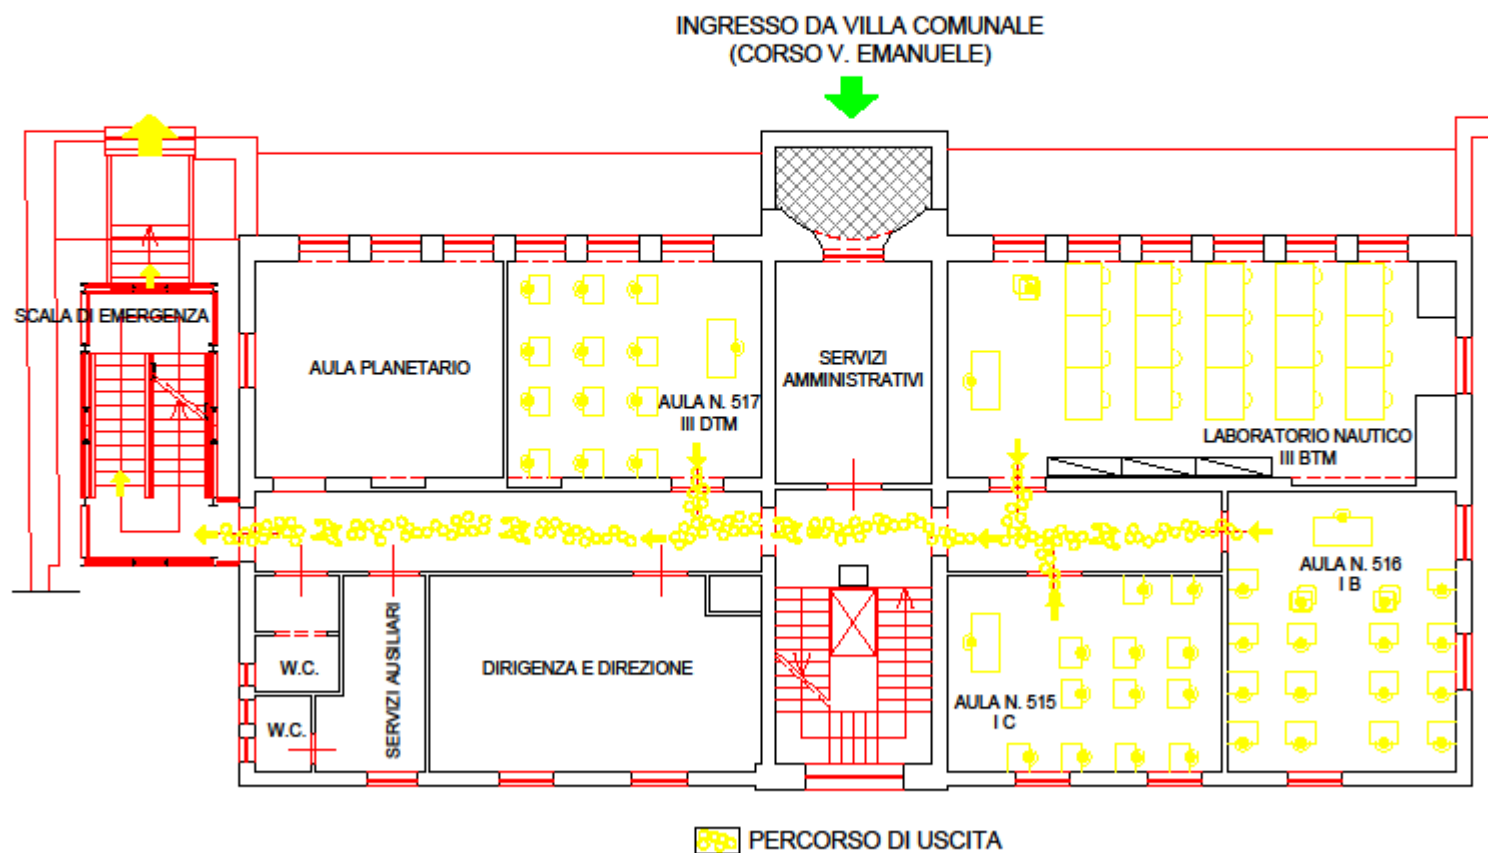 INGRESSO DA VILLA COMUNALE
(CORSO V. EMANUELE)
SCALA DI EMERGENZA
AULA PLANETARIO
AULA N. 517
III DTM
SERVIZI
AMMINISTRATIVI
LABORATORIO NAUTICO
III BTM
AULA N. 516
I B
W.C.
W.C.
SERVIZI AUSILIARI
DIRIGENZA E DIREZIONE
AULA N. 515
I C
PERCORSO DI USCITA